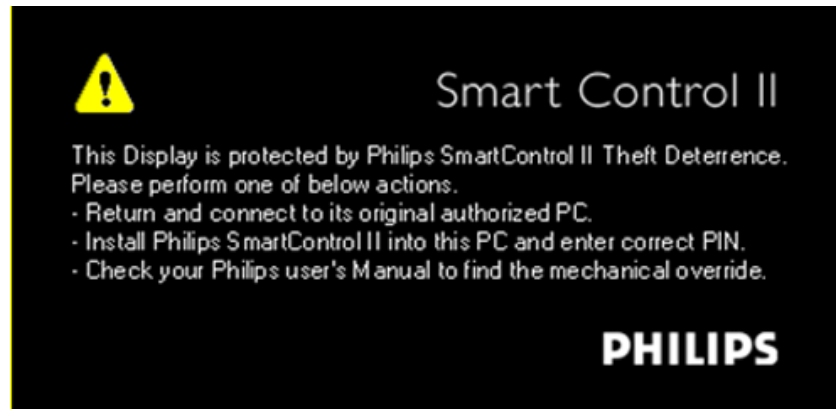 Smart Control II
This Display is protected by Philips SmartControl II Theft Deterrence.
Please perform one of below actions.
- Return and connect to its original authorized PC.
- Install Philips SmartControl II into this PC and enter correct PIN.
- Check your Philips user's Manual to find the mechanical override.
PHILIPS